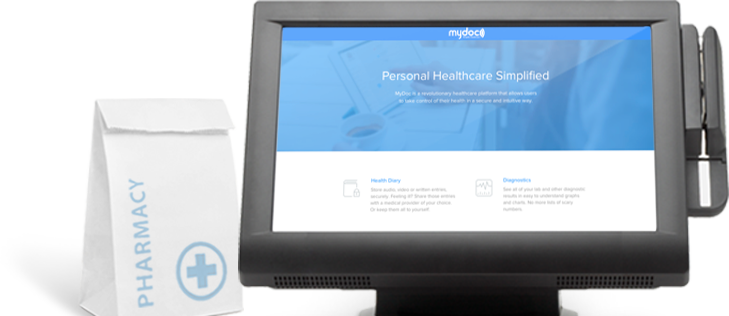 mydoc
Personal Healthcare Simplified
MyDoc is a revolutionary healthcare platform that allows users
to take control of their health in a secure and intuitive way.
Health Diary
Store audio, video or written entries,
securely. Feeling ill? Share those entries
with a medical provider of your choice.
Or keep them all to yourself.
Diagnostics
See all of your lab and other diagnostic
results in easy to understand graphs
and charts. No more lists of scary
numbers.
PHARMACY